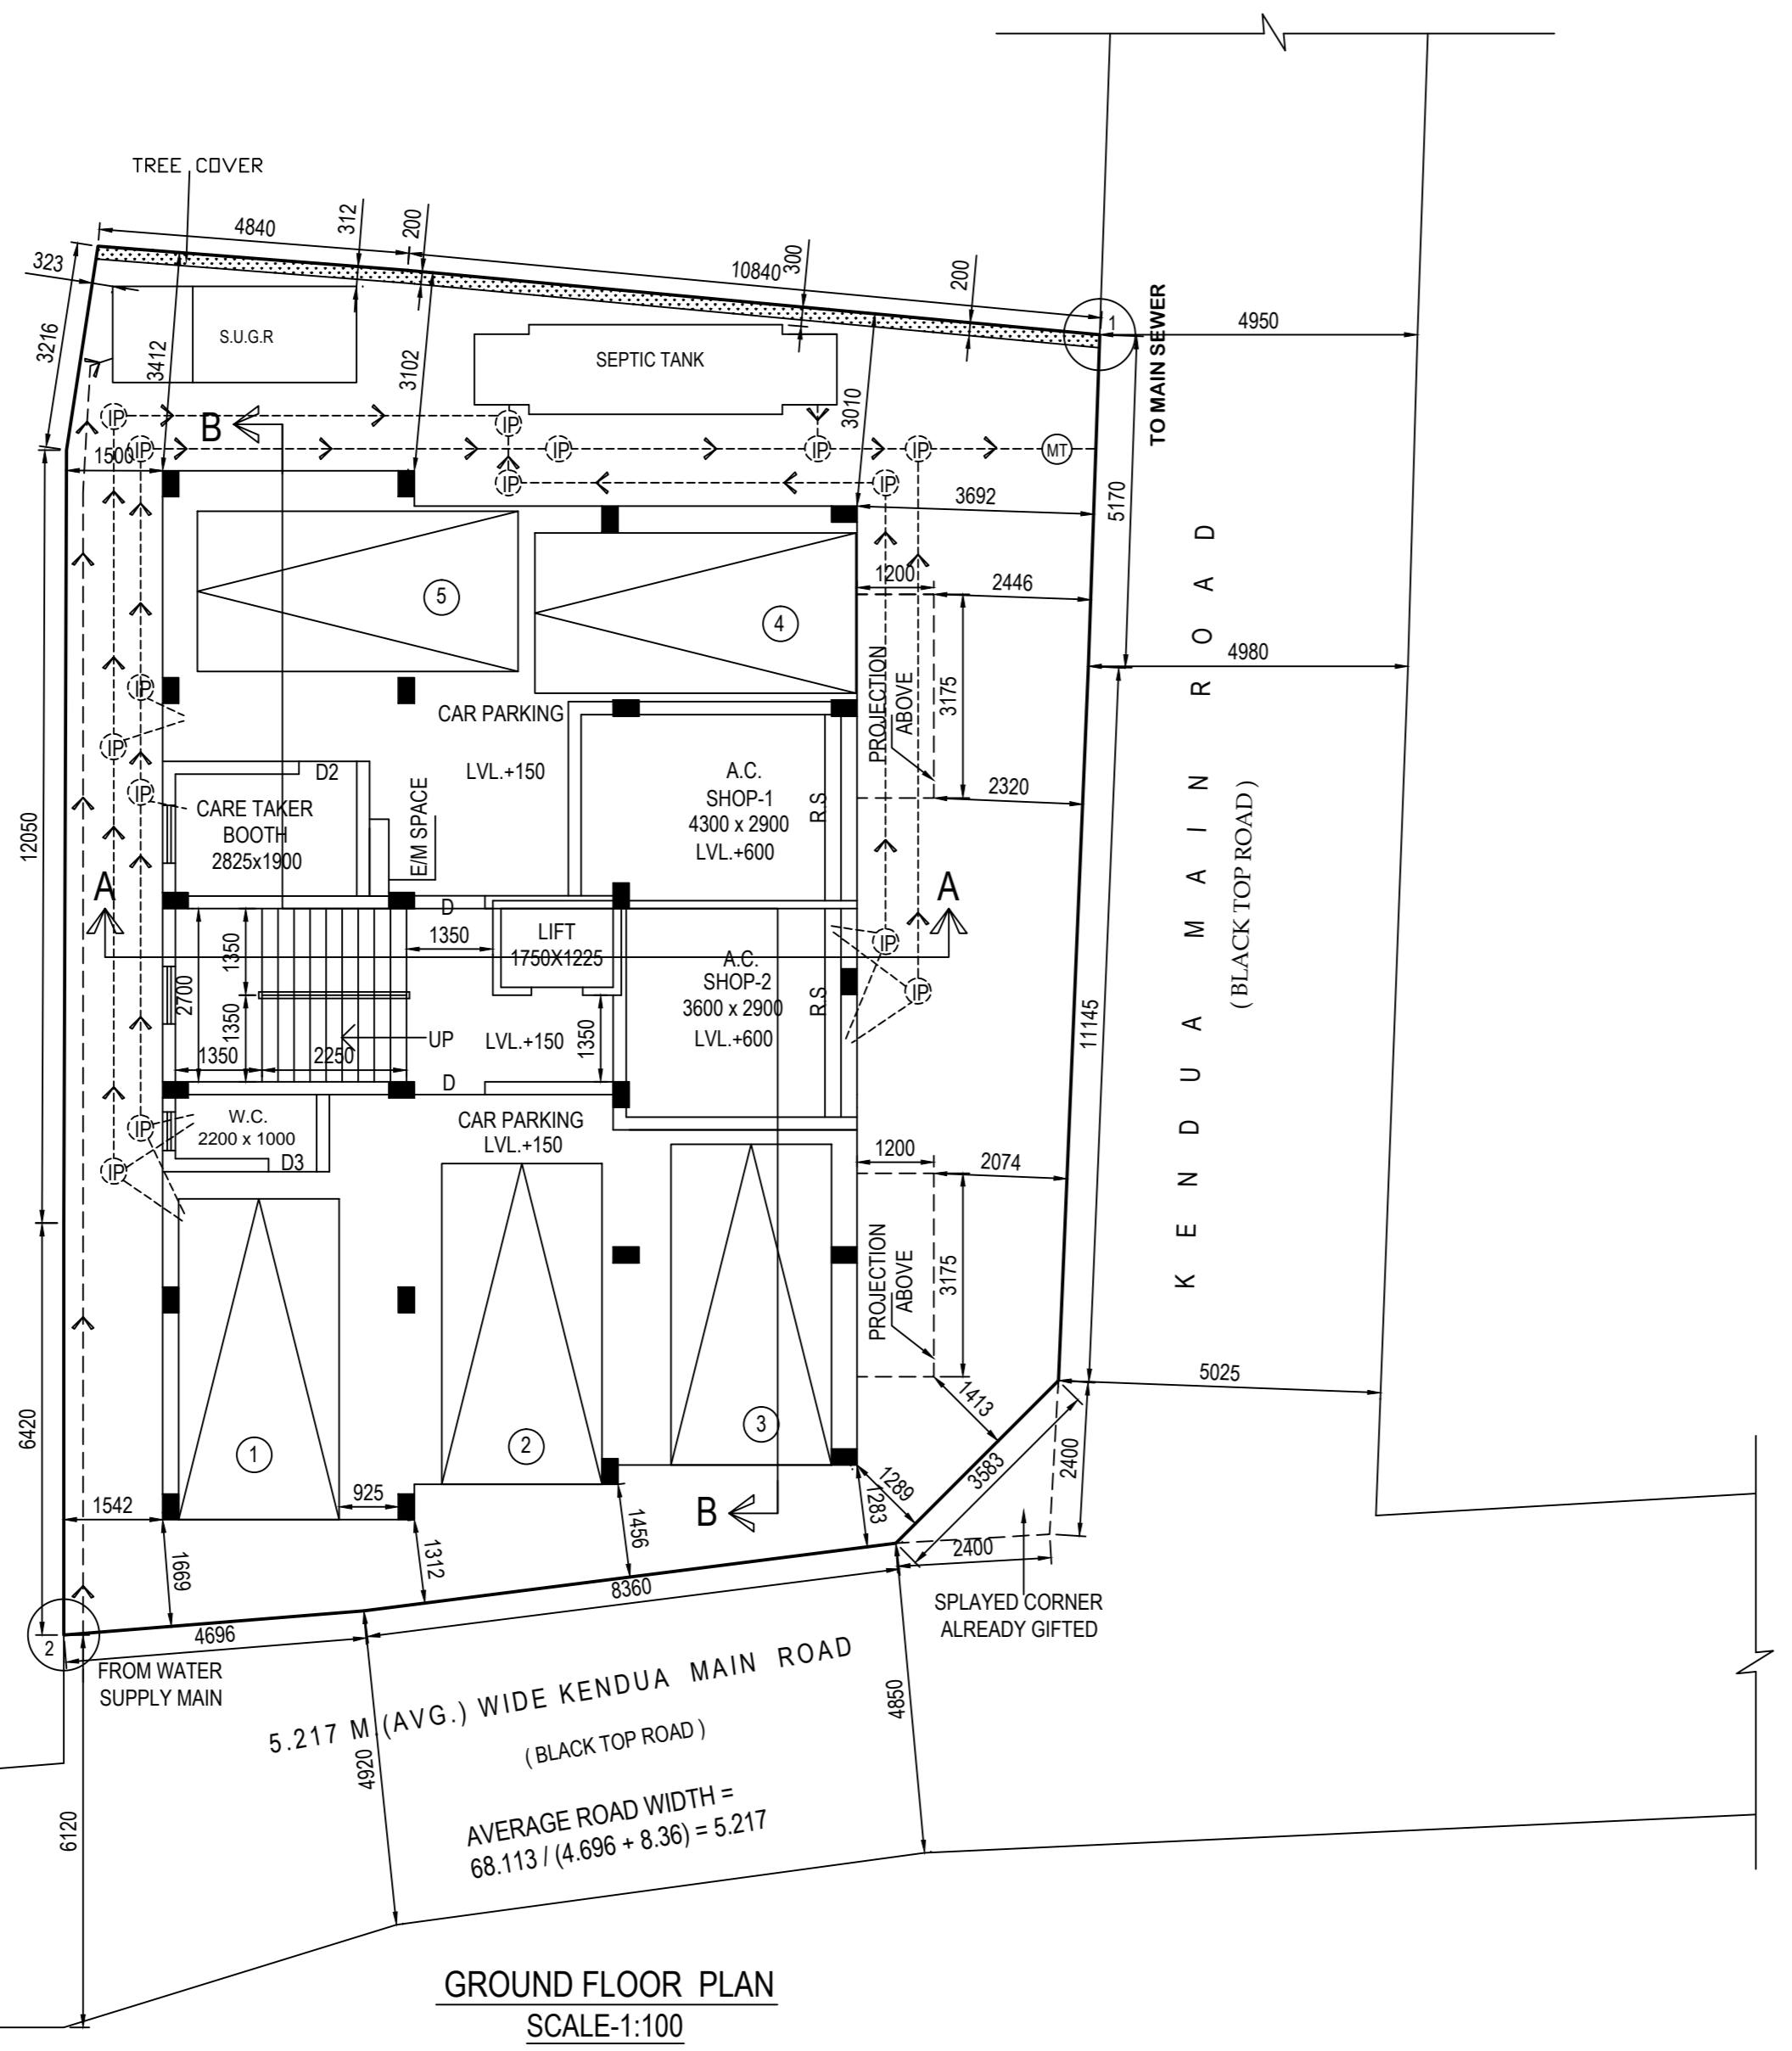 TREE COVER
4840
312
200
10840
300
200
323
3216
3412
3102
3010
S.U.G.R
SEPTIC TANK
1
TO MAIN SEWER
4950
IP
IP
B
IP
IP
IP
IP
MT
1500
IP
IP
3692
5170
5
4
1200
2446
CAR PARKING
LVL.+150
PROJECTION
ABOVE
3175
4980
IP
IP
IP
D2
CARE TAKER
BOOTH
2825x1900
E/M SPACE
A.C.
SHOP-1
4300 x 2900
LVL.+600
R.S
2320
12050
A
A
D
1350
LIFT
1750X1225
A.C.
SHOP-2
3600 x 2900
LVL.+600
R.S
IP
IP
2700
1350
1350
1350
2250
UP
LVL.+150
1350
D
11145
KENDUA MAIN ROAD
( BLACK TOP ROAD )
W.C.
2200 x 1000
D3
IP
IP
CAR PARKING
LVL.+150
1200
2074
PROJECTION
ABOVE
3175
1
2
3
6420
5025
1413
3583
2400
1289
1283
2400
1542
925
1669
1312
1456
B
8360
4696
2
SPLAYED CORNER
ALREADY GIFTED
FROM WATER
SUPPLY MAIN
5.217 M.(AVG.) WIDE KENDUA MAIN ROAD
( BLACK TOP ROAD )
4850
4920
6120
AVERAGE ROAD WIDTH =
68.113 / (4.696 + 8.36) = 5.217
GROUND FLOOR PLAN
SCALE-1:100